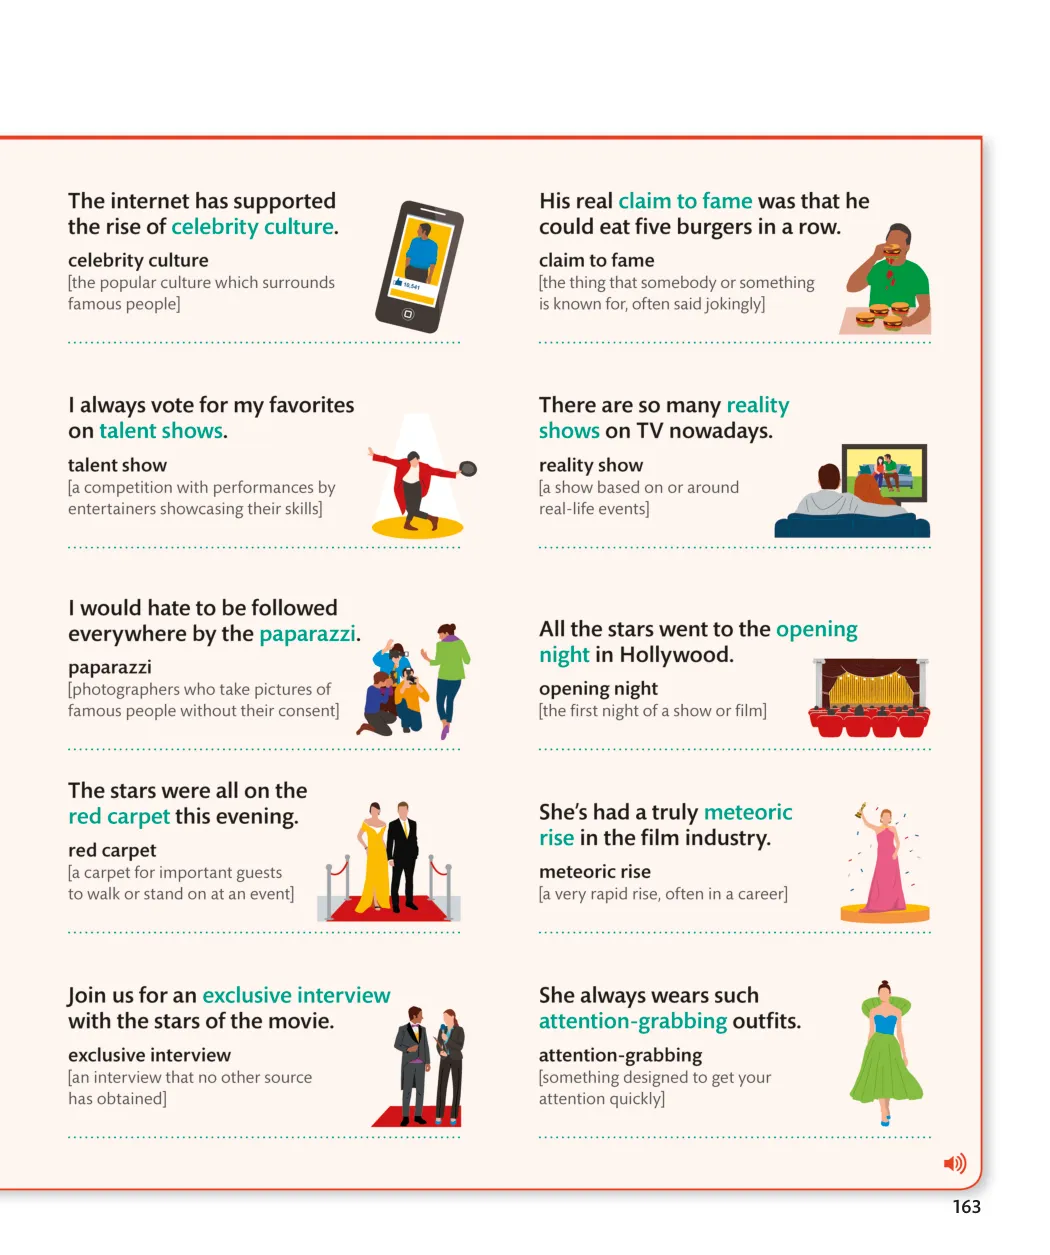 The internet has supported
the rise of celebrity culture.
celebrity culture
[the popular culture which surrounds
famous people]
10,541
I always vote for my favorites
on talent shows.
talent show
[a competition with performances by
entertainers showcasing their skills]
I would hate to be followed
everywhere by the paparazzi.
paparazzi
[photographers who take pictures of
famous people without their consent]
The stars were all on the
red carpet this evening.
red carpet
[a carpet for important guests
to walk or stand on at an event]
Join us for an exclusive interview
with the stars of the movie.
exclusive interview
[an interview that no other source
has obtained]
His real claim to fame was that he
could eat five burgers in a row.
claim to fame
[the thing that somebody or something
is known for, often said jokingly]
There are so many reality
shows on TV nowadays.
reality show
[a show based on or around
real-life events]
All the stars went to the opening
night in Hollywood.
opening night
[the first night of a show or film]
She's had a truly meteoric
rise in the film industry.
meteoric rise
[a very rapid rise, often in a career]
She always wears such
attention-grabbing outfits.
attention-grabbing
[something designed to get your
attention quickly]
163